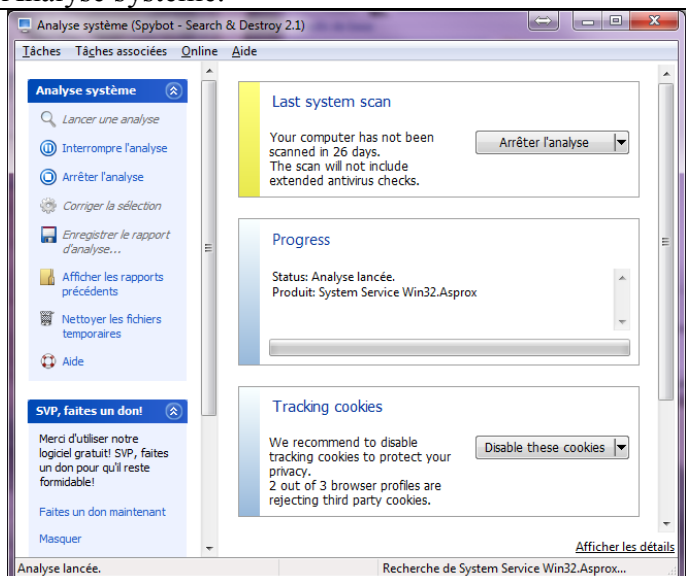 Analyse système.
Analyse système (Spybot - Search & Destroy 2.1)
Tâches Tâches associées Online Aide
Analyse système
Lancer une analyse
Interrompre l'analyse
Arrêter l'analyse
Corriger la sélection
Enregistrer le rapport
d'analyse...
Afficher les rapports
précédents
Nettoyer les fichiers
temporaires
Aide
SVP, faites un don!
Merci
d'utiliser notre
logiciel gratuit! SVP, faites
un don pour qu'il reste
formidable!
Faites un don maintenant
Masquer
Last system scan
Your computer has not been
scanned in 26 days.
The scan will not include
extended antivirus checks.
Arrêter l'analyse
Progress
Status: Analyse lancée.
Produit: System Service Win32.Asprox
Tracking cookies
We recommend to disable
tracking cookies to protect your
privacy.
2 out of 3 browser profiles are
rejecting third party cookies.
Disable these cookies
Afficher les détails
Analyse lancée.
Recherche de System Service Win32.Asprox...